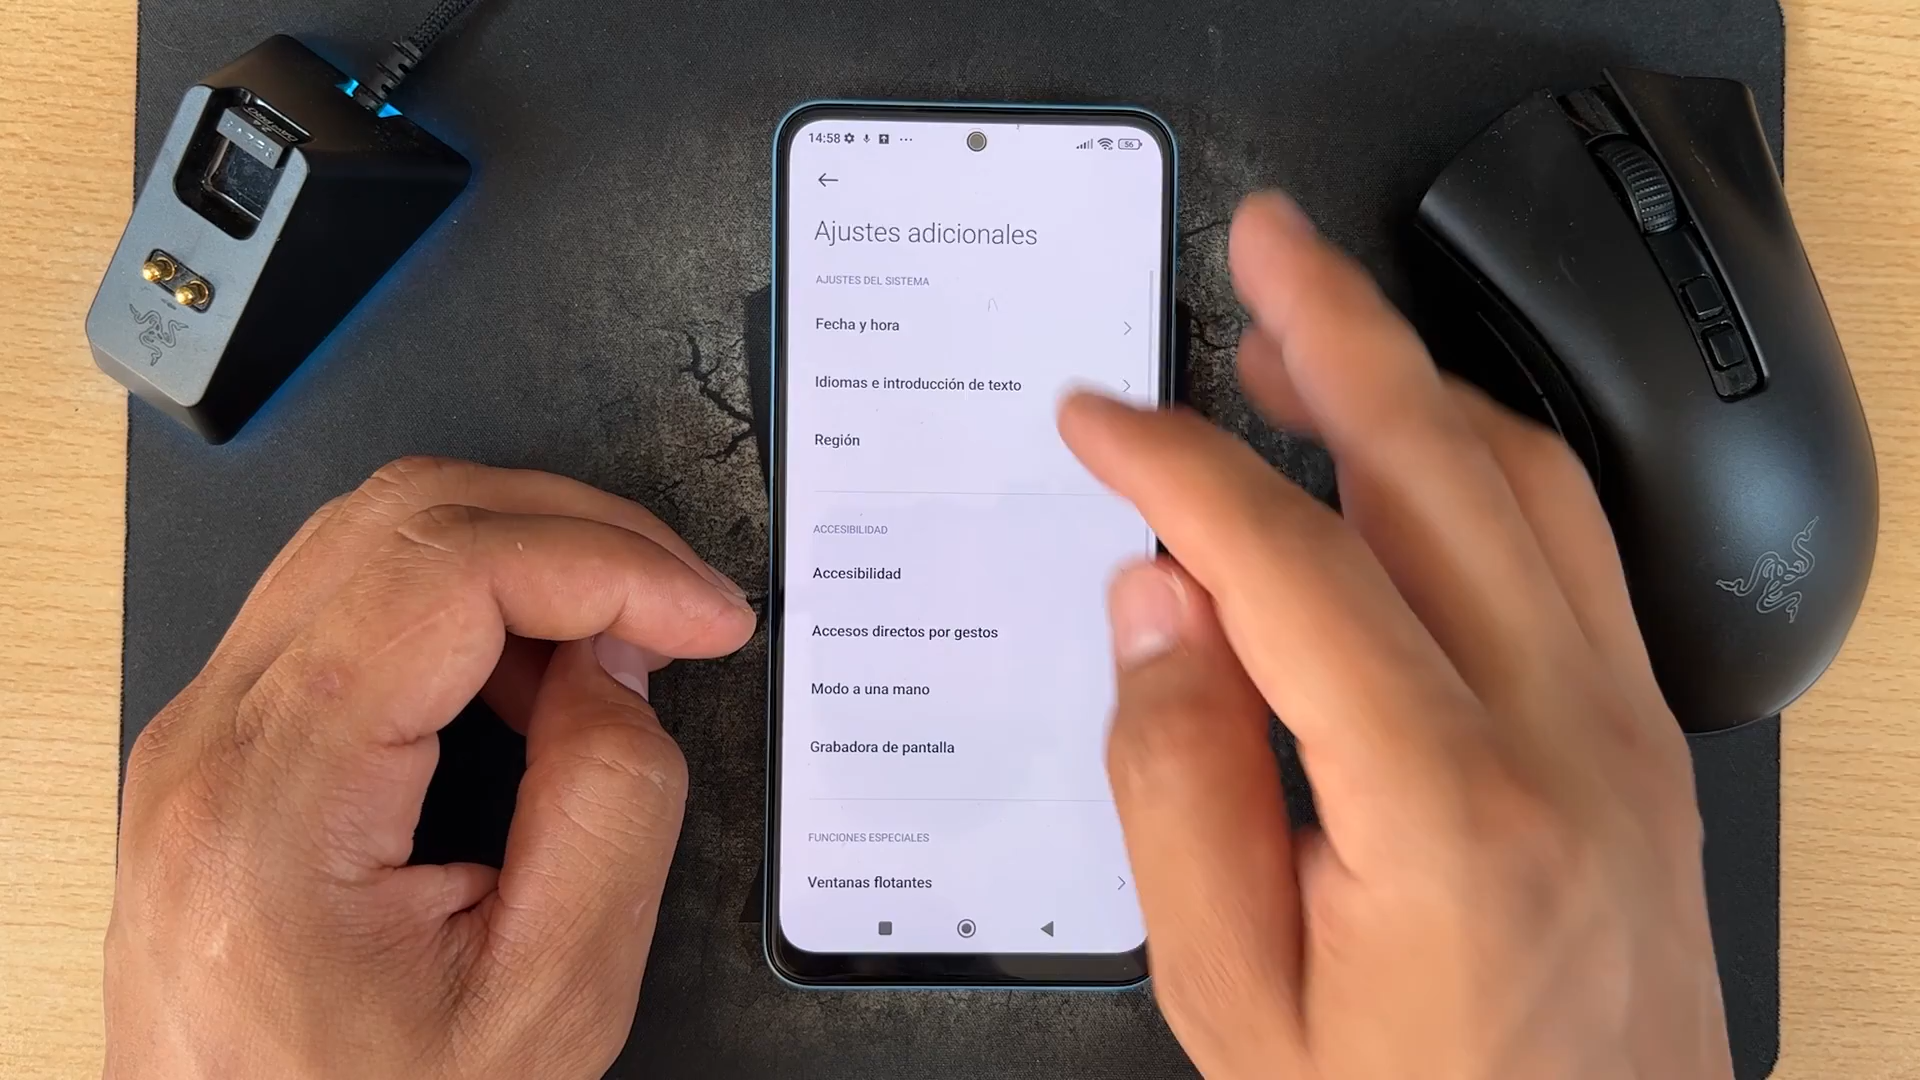 14:58
56
Ajustes adicionales
AJUSTES DEL SISTEMA
Fecha y hora
Idiomas e introducción de texto
Región
ACCESIBILIDAD
Accesibilidad
Accesos directos por gestos
Modo a una mano
Grabadora de pantalla
FUNCIONES ESPECIALES
Ventanas flotantes